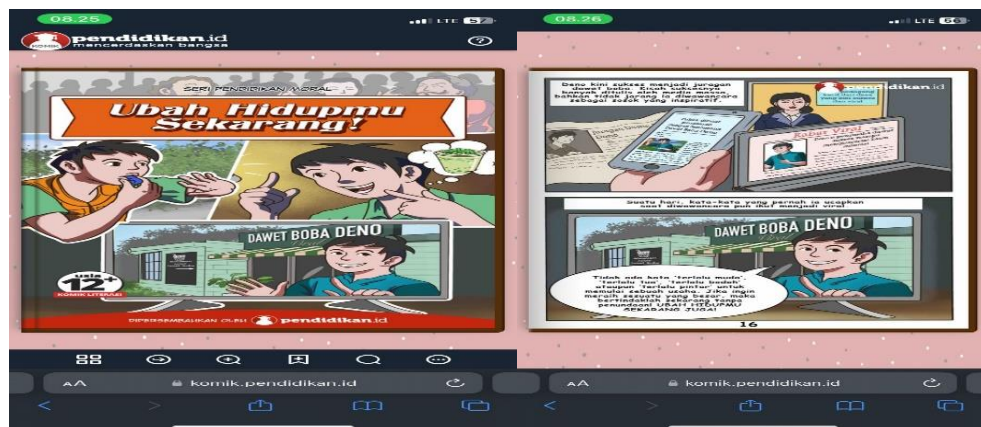 08.25
LTE 57
KOMIK pendidikan.id
mencerdaskan bangsa
SERI PENDIDIKAN MORAL
Ubah Hidupmu
Sekarang!
DAWET BOBA DENO
usia
12+
KOMIK LITERASI
DIPERSEMBAHKAN OLEH pendidikan.id
AA komik.pendidikan.id
08.26
LTE
Deno kini sukses menjadi juragan
dawet boba. Kisah suksesnya
banyak ditulis oleh media massa,
bahkan tidak jarang ia diwawancara
sebagai sosok yang inspiratif.
pendidikan.id
Viral
Suatu hari, kata-kata yang pernah ia ucapkan
saat diwawancara pun ikut menjadi viral
DAWET BOBA DENO
Tidak ada kata 'terlalu muda',
'terlalu tua', 'terlalu bodoh'
ataupun 'terlalu pintar' untuk
memulai sebuah usaha. Jika ingin
meraih sesuatu yang besar, maka
bertindaklah sekarang tanpa
penundaan! UBAH HIDUPMU
SEKARANG JUGA!
16
AA komik.pendidikan.id